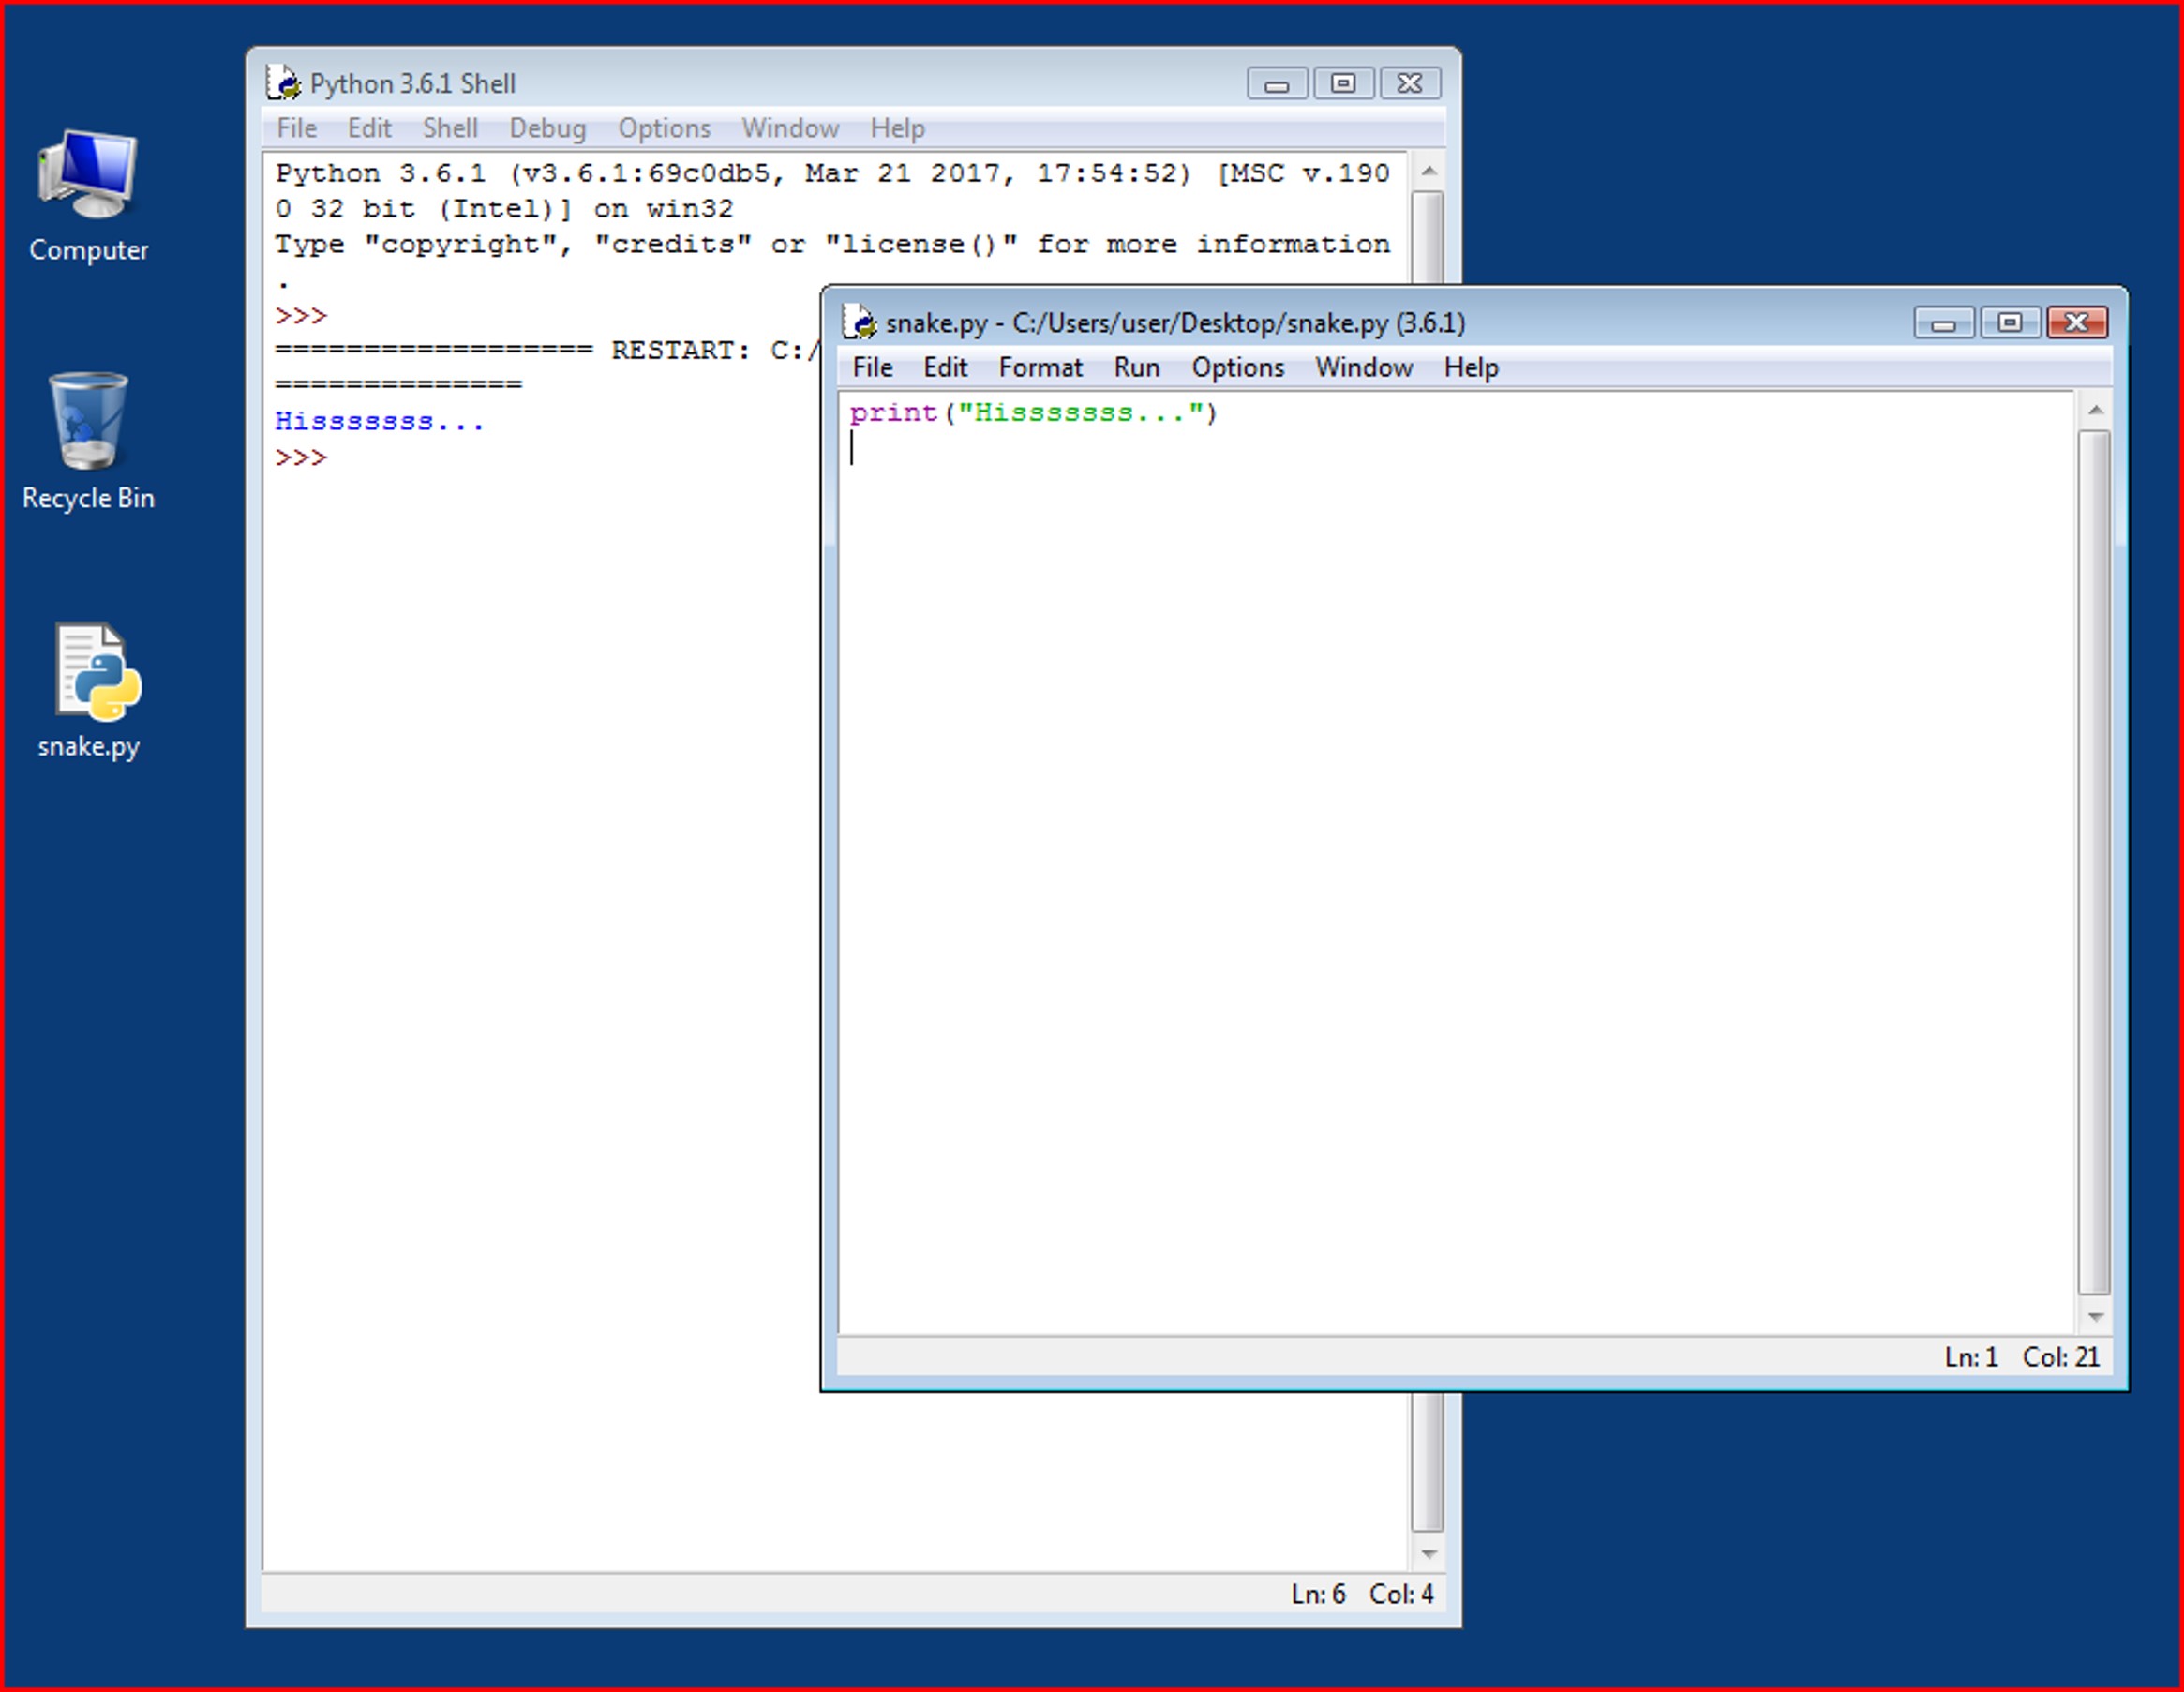 Computer
Recycle Bin
snake.py
Python 3.6.1 Shell
File Edit Shell Debug Options Window Help
Python 3.6.1 (v3.6.1:69c0db5, Mar 21 2017, 17:54:52) [MSC v.190
0 32 bit (Intel)] on win32
Type "copyright", "credits" or "license()" for more information
.
>>>
================== RESTART: C:/
==============
Hisssssss...
>>>
Ln: 6 Col: 4
snake.py - C:/Users/user/Desktop/snake.py (3.6.1)
File Edit Format Run Options Window Help
print("Hisssssss...")
Ln: 1 Col: 21